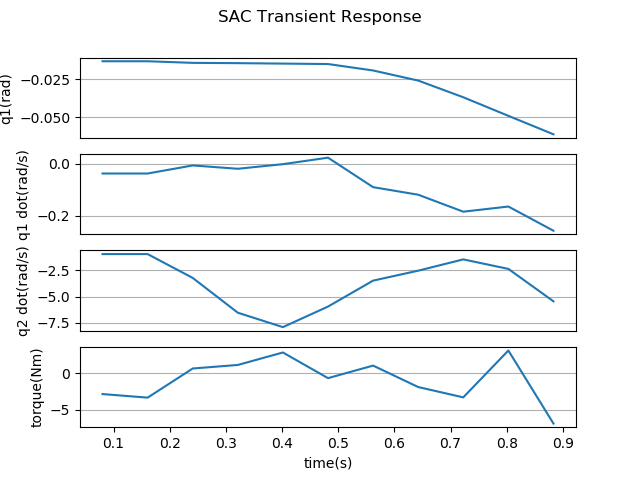 SAC Transient Response
q1(rad)
−0.025
−0.050
q1 dot(rad/s)
0.0
−0.2
q2 dot(rad/s)
−2.5
−5.0
−7.5
torque(Nm)
0
−5
0.1 0.2 0.3 0.4 0.5 0.6 0.7 0.8 0.9
time(s)